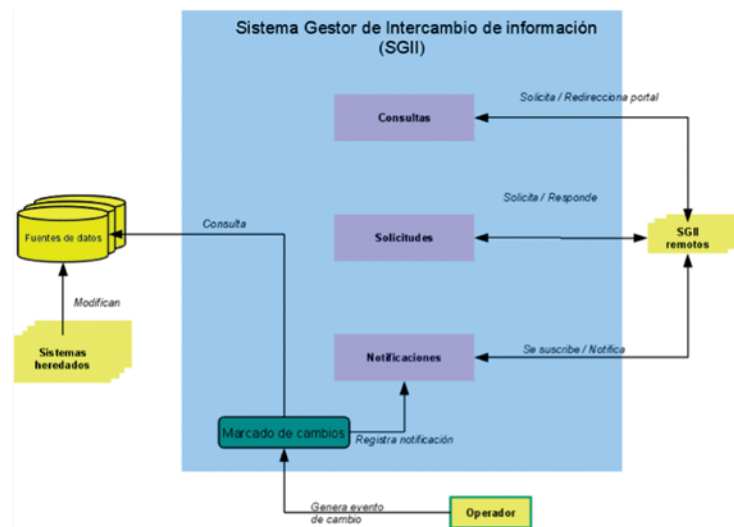 Sistema Gestor de Intercambio de información
(SGII)
Solicita / Redirecciona portal
Consultas
Solicita / Responde
Consulta
Fuentes de datos
Solicitudes
SGII
remotos
Modifican
Sistemas
heredados
Notificaciones
Se suscribe / Notifica
Marcado de cambios
Registra notificación
Genera evento
de cambio
Operador